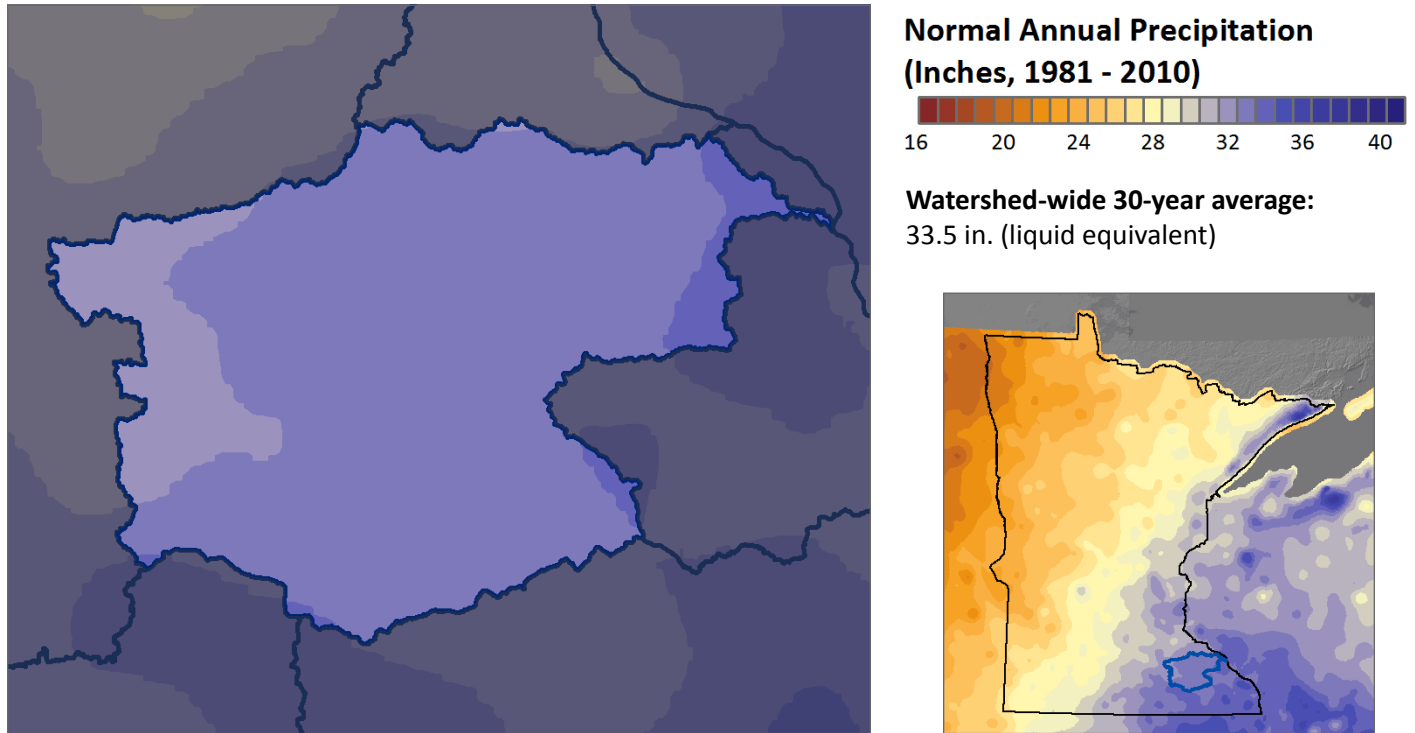 Normal Annual Precipitation
(Inches, 1981 - 2010)
16 20 24 28 32 36 40
Watershed-wide 30-year average:
33.5 in. (liquid equivalent)